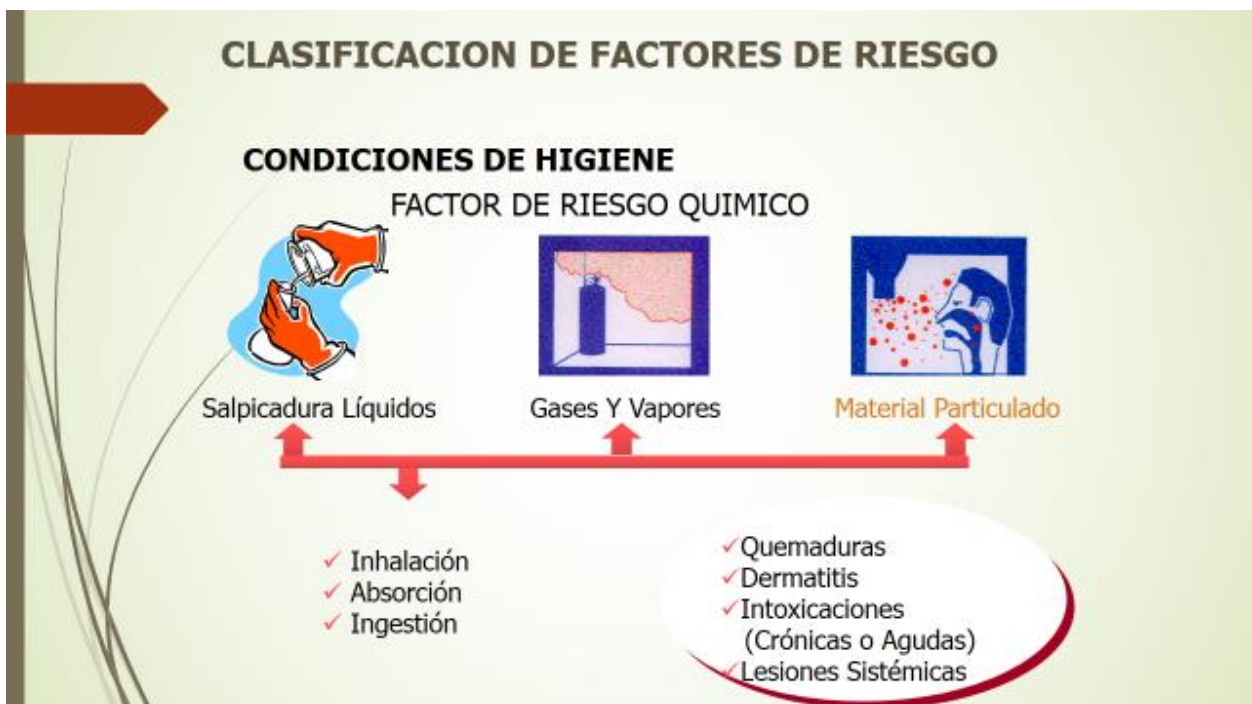 CLASIFICACION DE FACTORES DE RIESGO
CONDICIONES DE HIGIENE
FACTOR DE RIESGO QUIMICO
Salpicadura Líquidos
Gases Y Vapores
Material Particulado
Inhalación
Absorción
Ingestión
Quemaduras
Dermatitis
Intoxicaciones
(Crónicas o Agudas)
Lesiones Sistémicas